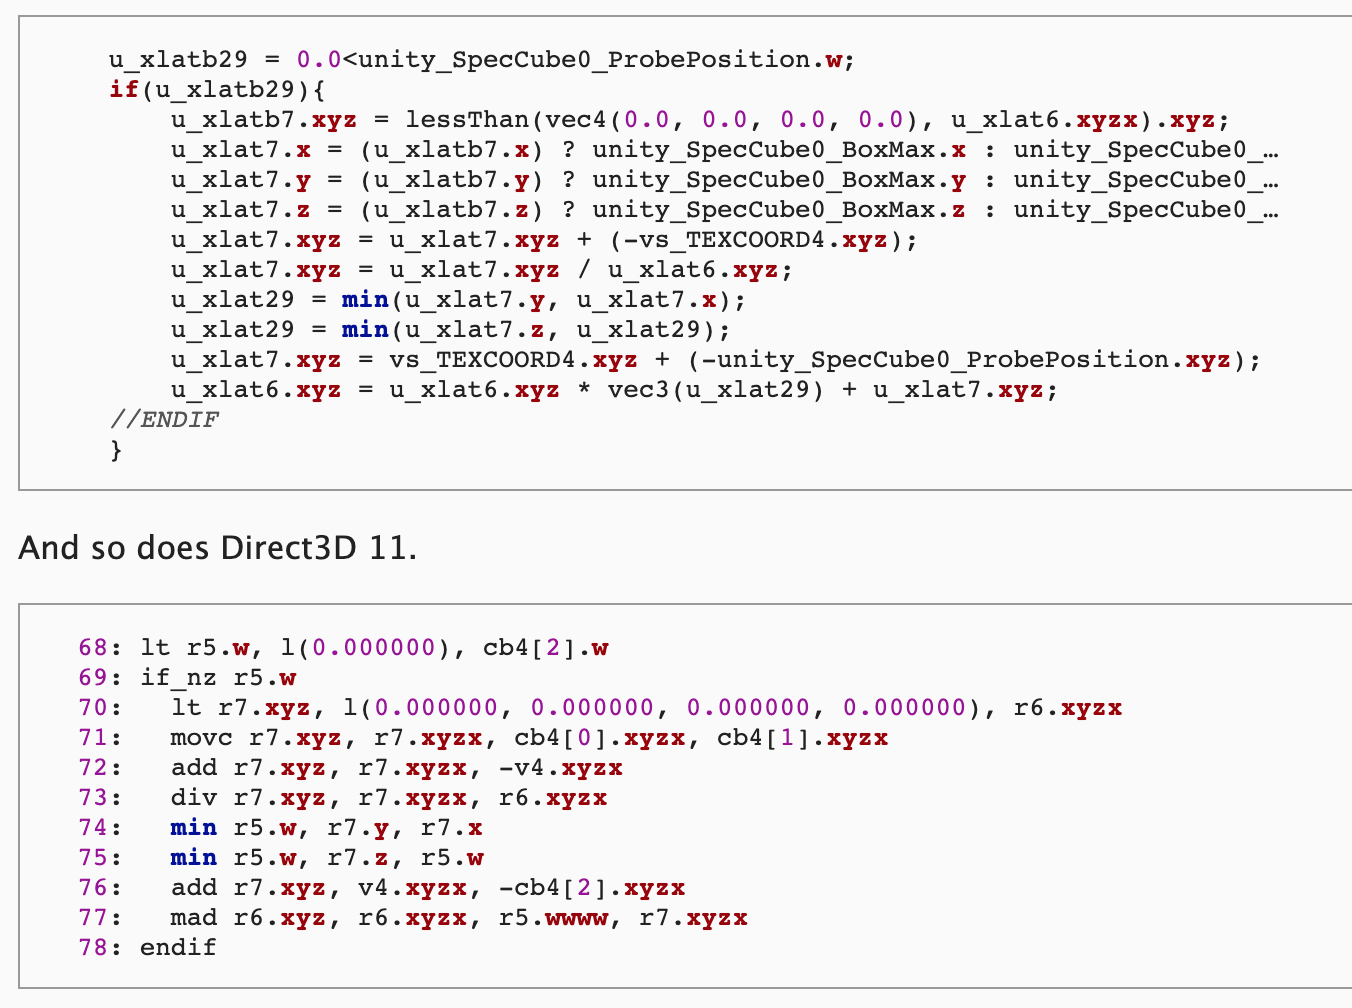 u_xlatb29 = 0.0<unity_SpecCube0_ProbePosition.w;
if(u_xlatb29){
u_xlatb7.xyz = lessThan(vec4(0.0, 0.0, 0.0, 0.0), u_xlat6.xyzx).xyz;
u_xlat7.x = (u_xlatb7.x) ? unity_SpecCube0_BoxMax.x : unity_SpecCube0_…
u_xlat7.y = (u_xlatb7.y) ? unity_SpecCube0_BoxMax.y : unity_SpecCube0_…
u_xlat7.z = (u_xlatb7.z) ? unity_SpecCube0_BoxMax.z : unity_SpecCube0_…
u_xlat7.xyz = u_xlat7.xyz + (-vs_TEXCOORD4.xyz);
u_xlat7.xyz = u_xlat7.xyz / u_xlat6.xyz;
u_xlat29 = min(u_xlat7.y, u_xlat7.x);
u_xlat29 = min(u_xlat7.z, u_xlat29);
u_xlat7.xyz = vs_TEXCOORD4.xyz + (-unity_SpecCube0_ProbePosition.xyz);
u_xlat6.xyz = u_xlat6.xyz * vec3(u_xlat29) + u_xlat7.xyz;
//ENDIF
}
And so does Direct3D 11.
68: lt r5.w, l(0.000000), cb4[2].w
69: if_nz r5.w
70: lt r7.xyz, l(0.000000, 0.000000, 0.000000, 0.000000), r6.xyzx
71: movc r7.xyz, r7.xyzx, cb4[0].xyzx, cb4[1].xyzx
72: add r7.xyz, r7.xyzx, -v4.xyzx
73: div r7.xyz, r7.xyzx, r6.xyzx
74: min r5.w, r7.y, r7.x
75: min r5.w, r7.z, r5.w
76: add r7.xyz, v4.xyzx, -cb4[2].xyzx
77: mad r6.xyz, r6.xyzx, r5.wwww, r7.xyzx
78: endif